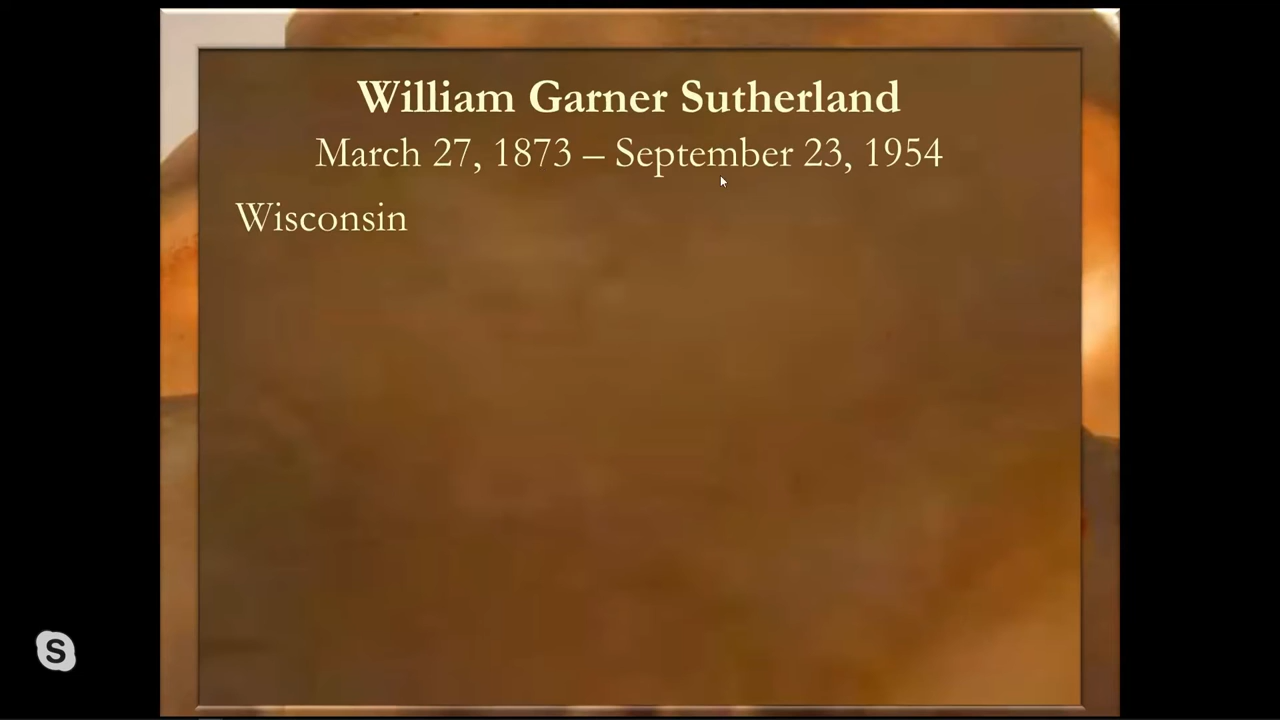 William Garner Sutherland
March 27, 1873 – September 23, 1954
Wisconsin
S